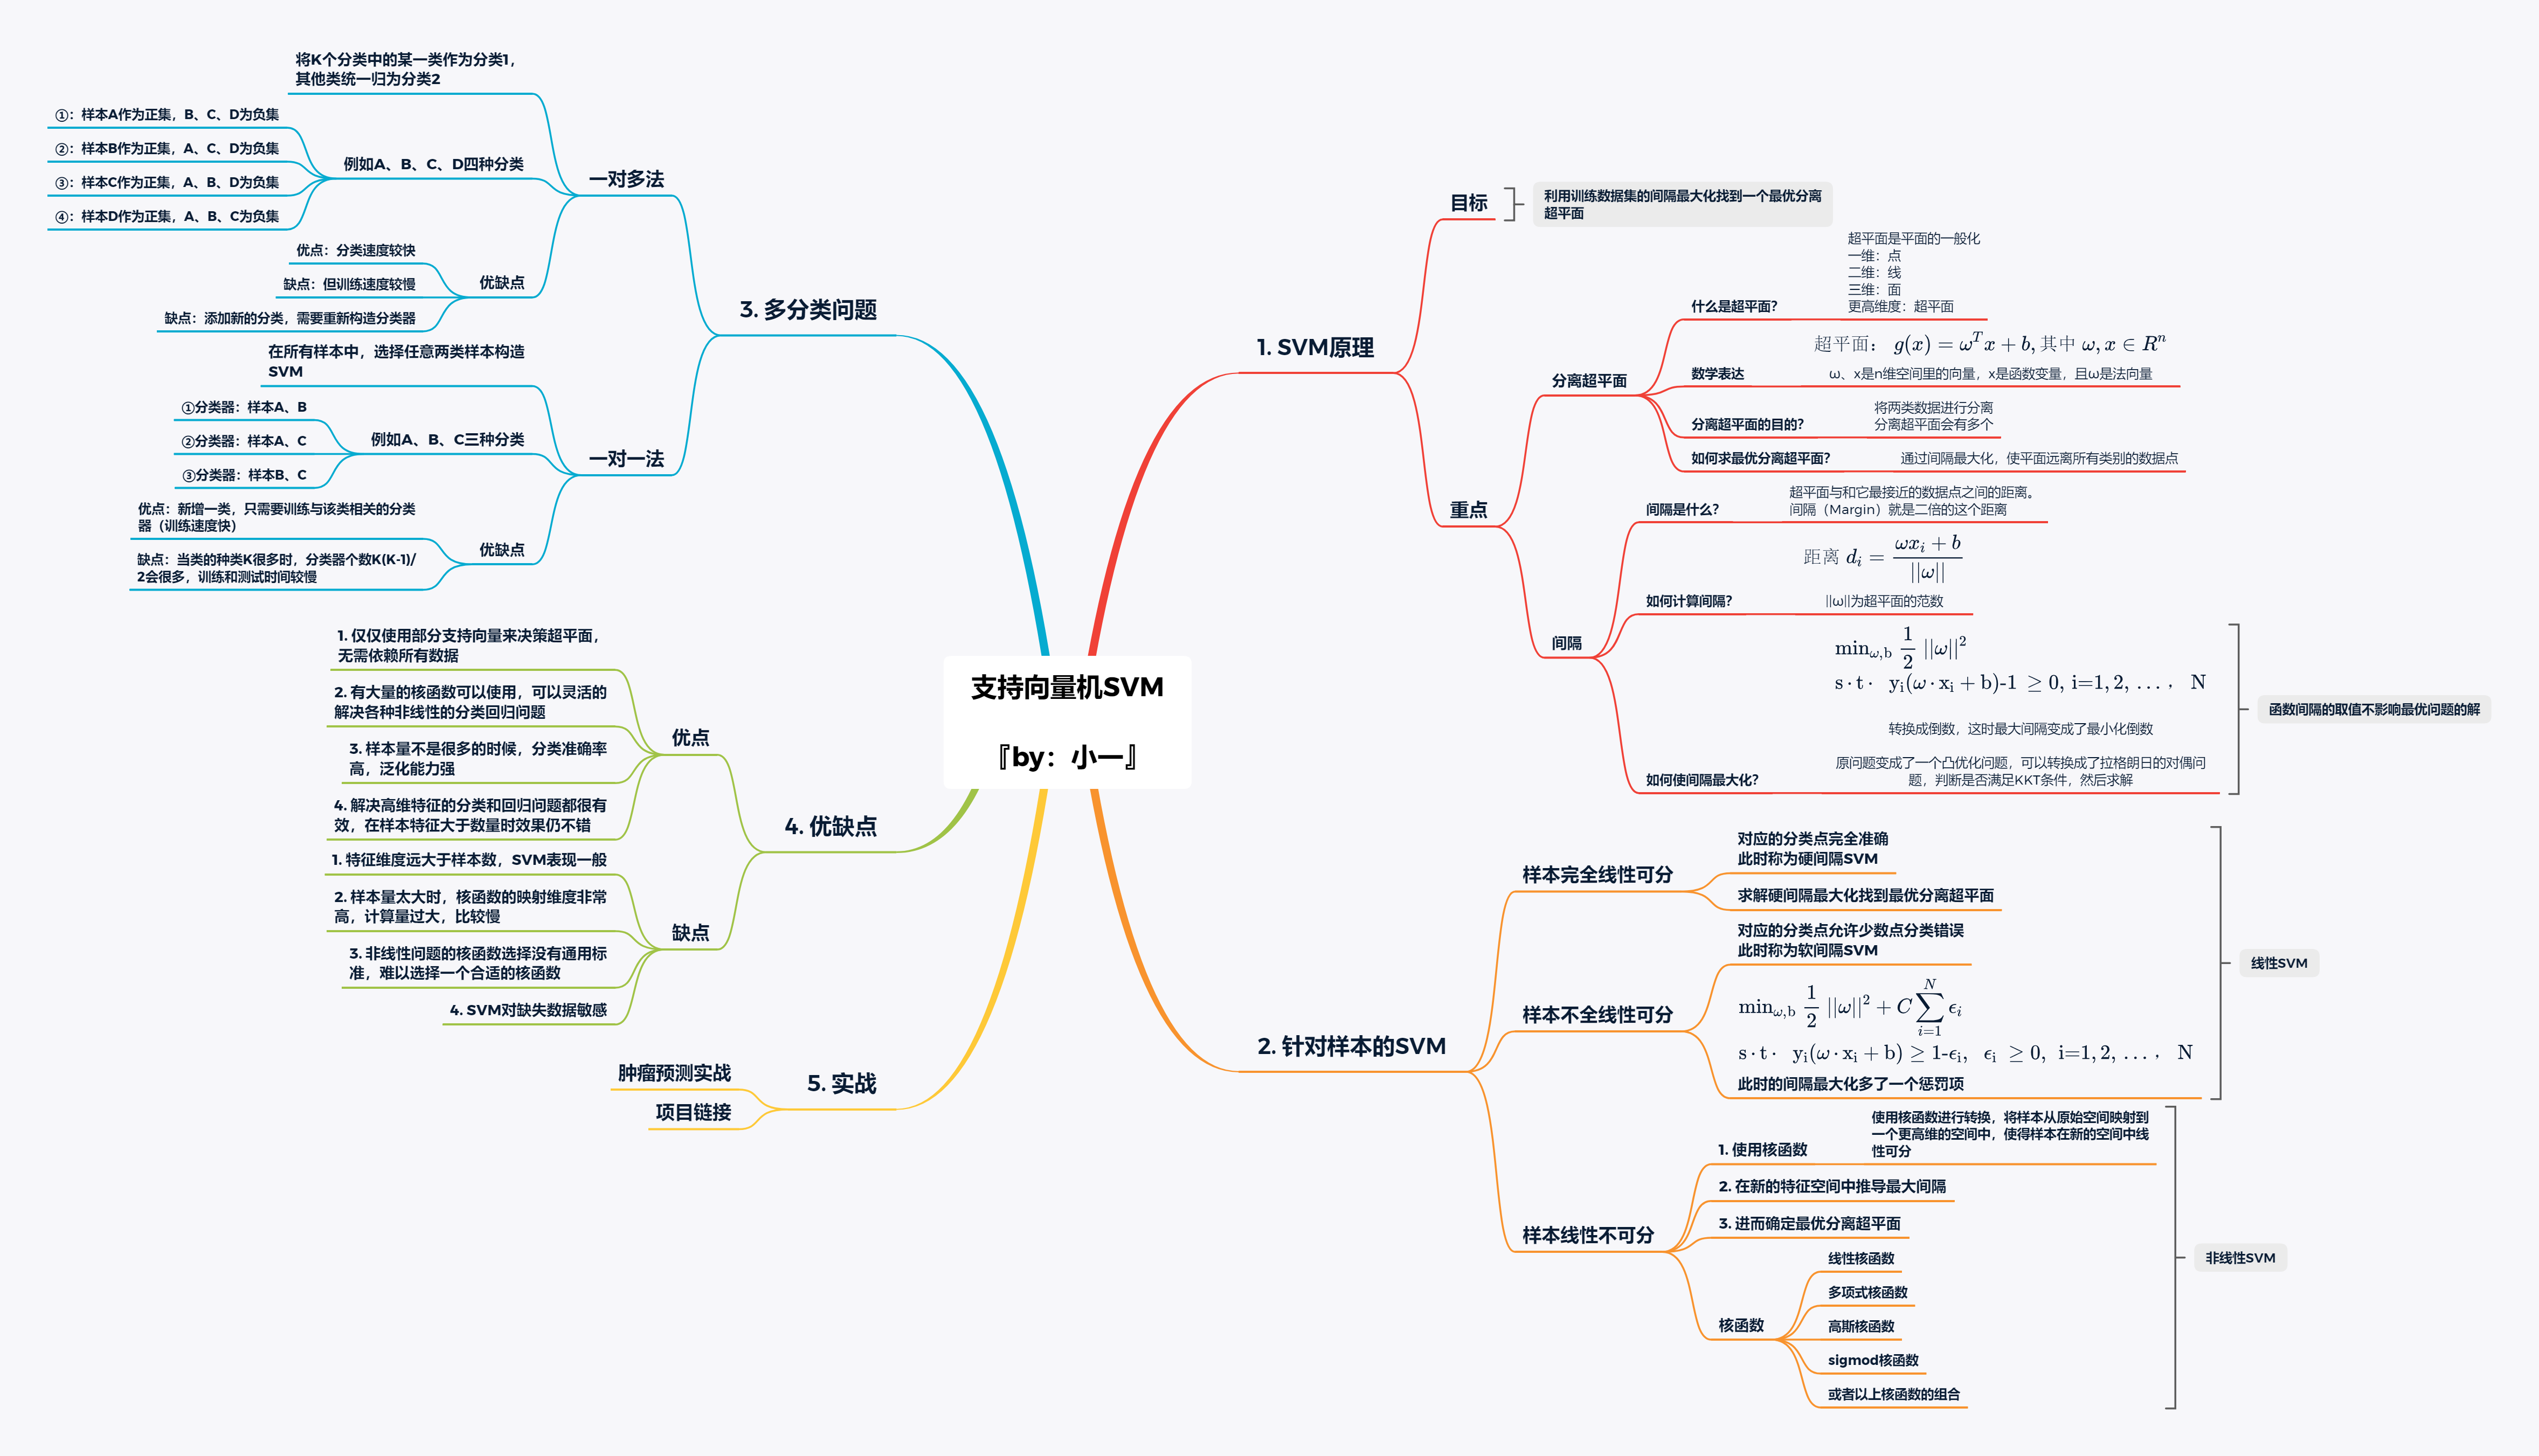 支持向量机SVM
『by：小一』
1. SVM原理
目标
利用训练数据集的间隔最大化找到一个最优分离
超平面
重点
分离超平面
什么是超平面？
超平面是平面的一般化
一维：点
二维：线
三维：面
更高维度：超平面
数学表达
超平面： g(x) = ω^T x + b, 其中 ω, x ∈ R^n
ω、x是n维空间里的向量，x是函数变量，且ω是法向量
分离超平面的目的？
将两类数据进行分离
分离超平面会有多个
如何求最优分离超平面？
通过间隔最大化，使平面远离所有类别的数据点
间隔
间隔是什么？
超平面与和它最接近的数据点之间的距离。
间隔（Margin）就是二倍的这个距离
如何计算间隔？
距离 d_i = (ωx_i + b) / ||ω||
||ω||为超平面的范数
如何使间隔最大化？
min_{ω,b} 1/2 ||ω||^2
s·t· y_i(ω·x_i + b)-1 ≥ 0, i=1, 2, …， N
转换成倒数，这时最大间隔变成了最小化倒数
原问题变成了一个凸优化问题，可以转换成了拉格朗日的对偶问
题，判断是否满足KKT条件，然后求解
函数间隔的取值不影响最优问题的解
2. 针对样本的SVM
样本完全线性可分
对应的分类点完全准确
此时称为硬间隔SVM
求解硬间隔最大化找到最优分离超平面
样本不全线性可分
对应的分类点允许少数点分类错误
此时称为软间隔SVM
min_{ω,b} 1/2 ||ω||^2 + C ∑_{i=1}^{N} ϵ_i
s·t· y_i(ω·x_i + b) ≥ 1-ϵ_i, ϵ_i ≥ 0, i=1, 2, …， N
此时的间隔最大化多了一个惩罚项
线性SVM
样本线性不可分
1. 使用核函数
使用核函数进行转换，将样本从原始空间映射到
一个更高维的空间中，使得样本在新的空间中线
性可分
2. 在新的特征空间中推导最大间隔
3. 进而确定最优分离超平面
核函数
线性核函数
多项式核函数
高斯核函数
sigmod核函数
或者以上核函数的组合
非线性SVM
3. 多分类问题
一对多法
将K个分类中的某一类作为分类1，
其他类统一归为分类2
例如A、B、C、D四种分类
①：样本A作为正集，B、C、D为负集
②：样本B作为正集，A、C、D为负集
③：样本C作为正集，A、B、D为负集
④：样本D作为正集，A、B、C为负集
优缺点
优点：分类速度较快
缺点：但训练速度较慢
缺点：添加新的分类，需要重新构造分类器
一对一法
在所有样本中，选择任意两类样本构造
SVM
例如A、B、C三种分类
①分类器：样本A、B
②分类器：样本A、C
③分类器：样本B、C
优缺点
优点：新增一类，只需要训练与该类相关的分类
器（训练速度快）
缺点：当类的种类K很多时，分类器个数K(K-1)/
2会很多，训练和测试时间较慢
4. 优缺点
优点
1. 仅仅使用部分支持向量来决策超平面，
无需依赖所有数据
2. 有大量的核函数可以使用，可以灵活的
解决各种非线性的分类回归问题
3. 样本量不是很多的时候，分类准确率
高，泛化能力强
4. 解决高维特征的分类和回归问题都很有
效，在样本特征大于数量时效果仍不错
缺点
1. 特征维度远大于样本数，SVM表现一般
2. 样本量太大时，核函数的映射维度非常
高，计算量过大，比较慢
3. 非线性问题的核函数选择没有通用标
准，难以选择一个合适的核函数
4. SVM对缺失数据敏感
5. 实战
肿瘤预测实战
项目链接